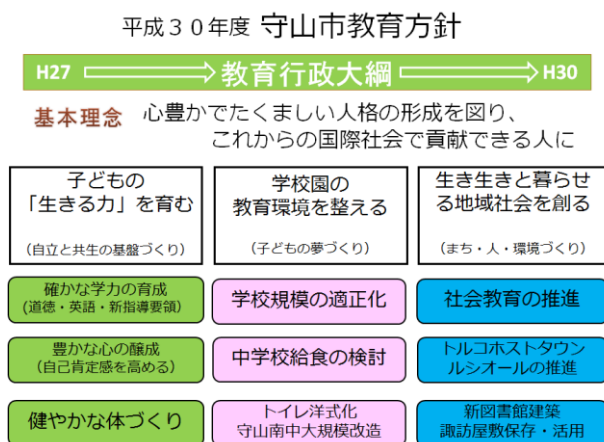 平成３０年度 守山市教育方針
H27 教育行政大綱 H30
基本理念 心豊かでたくましい人格の形成を図り、
これからの国際社会で貢献できる人に
子どもの
「生きる力」を育む
(自立と共生の基盤づくり)
学校園の
教育環境を整える
(子どもの夢づくり)
生き生きと暮らせ
る地域社会を創る
(まち・人・環境づくり)
確かな学力の育成
(道徳・英語・新指導要領)
学校規模の適正化
社会教育の推進
豊かな心の醸成
(自己肯定感を高める)
中学校給食の検討
トルコホストタウン
ルシオールの推進
健やかな体づくり
トイレ洋式化
守山南中大規模改造
新図書館建築
諏訪屋敷保存・活用